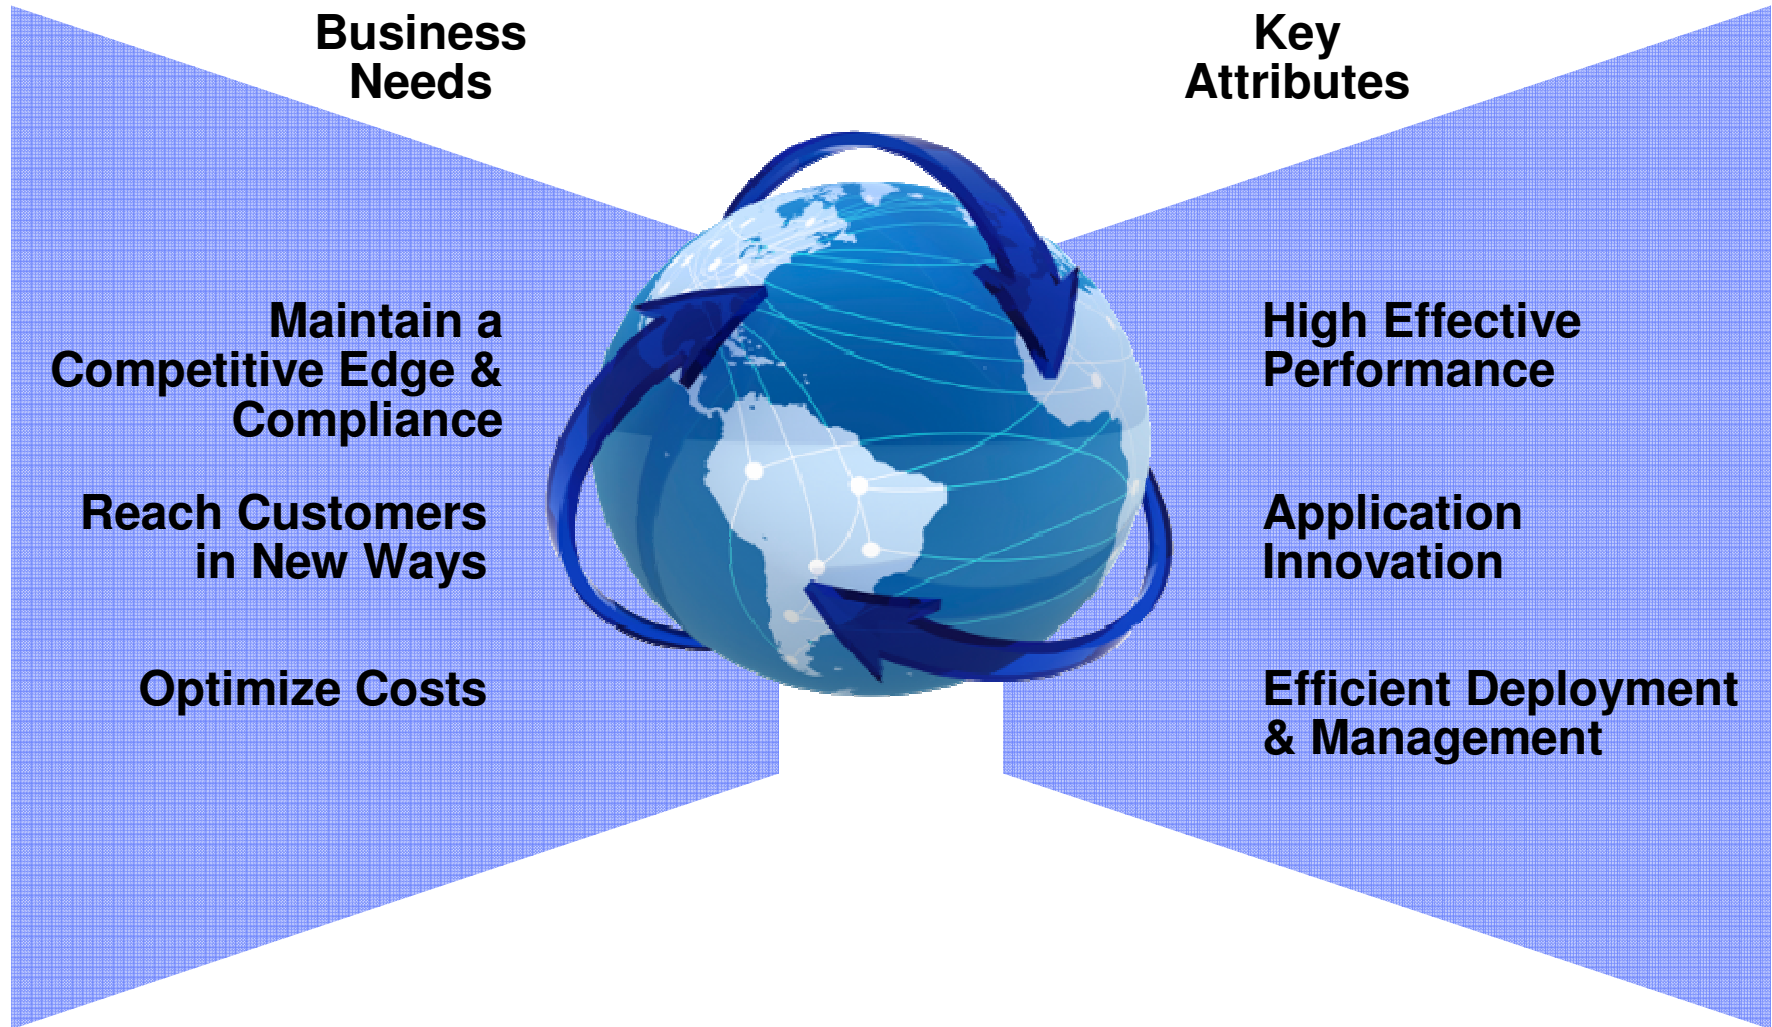 Business
Needs
Key
Attributes
Maintain a
Competitive Edge &
Compliance
Reach Customers
in New Ways
Optimize Costs
High Effective
Performance
Application
Innovation
Efficient Deployment
& Management